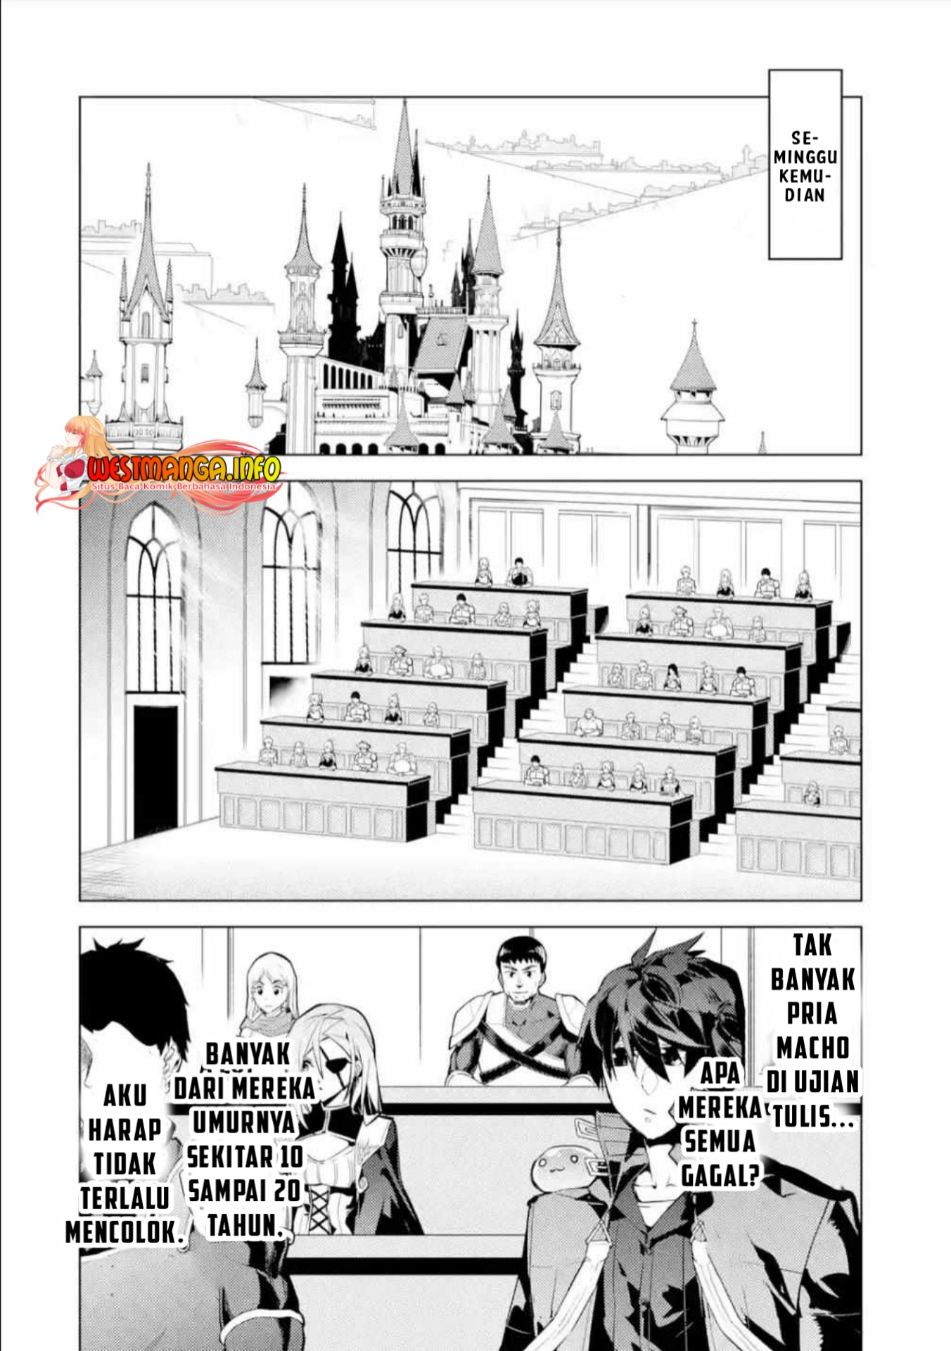 SE-
MINGGU
KEMU-
DIAN
WESTMANGA.INFO
Situs Baca Komik Berbahasa Indonesia
TAK
BANYAK
PRIA
MACHO
DI UJIAN
TULIS...
APA
MEREKA
SEMUA
GAGAL?
BANYAK
DARI MEREKA
UMURNYA
SEKITAR 10
SAMPAI 20
TAHUN.
AKU
HARAP
TIDAK
TERLALU
MENCOLOK.